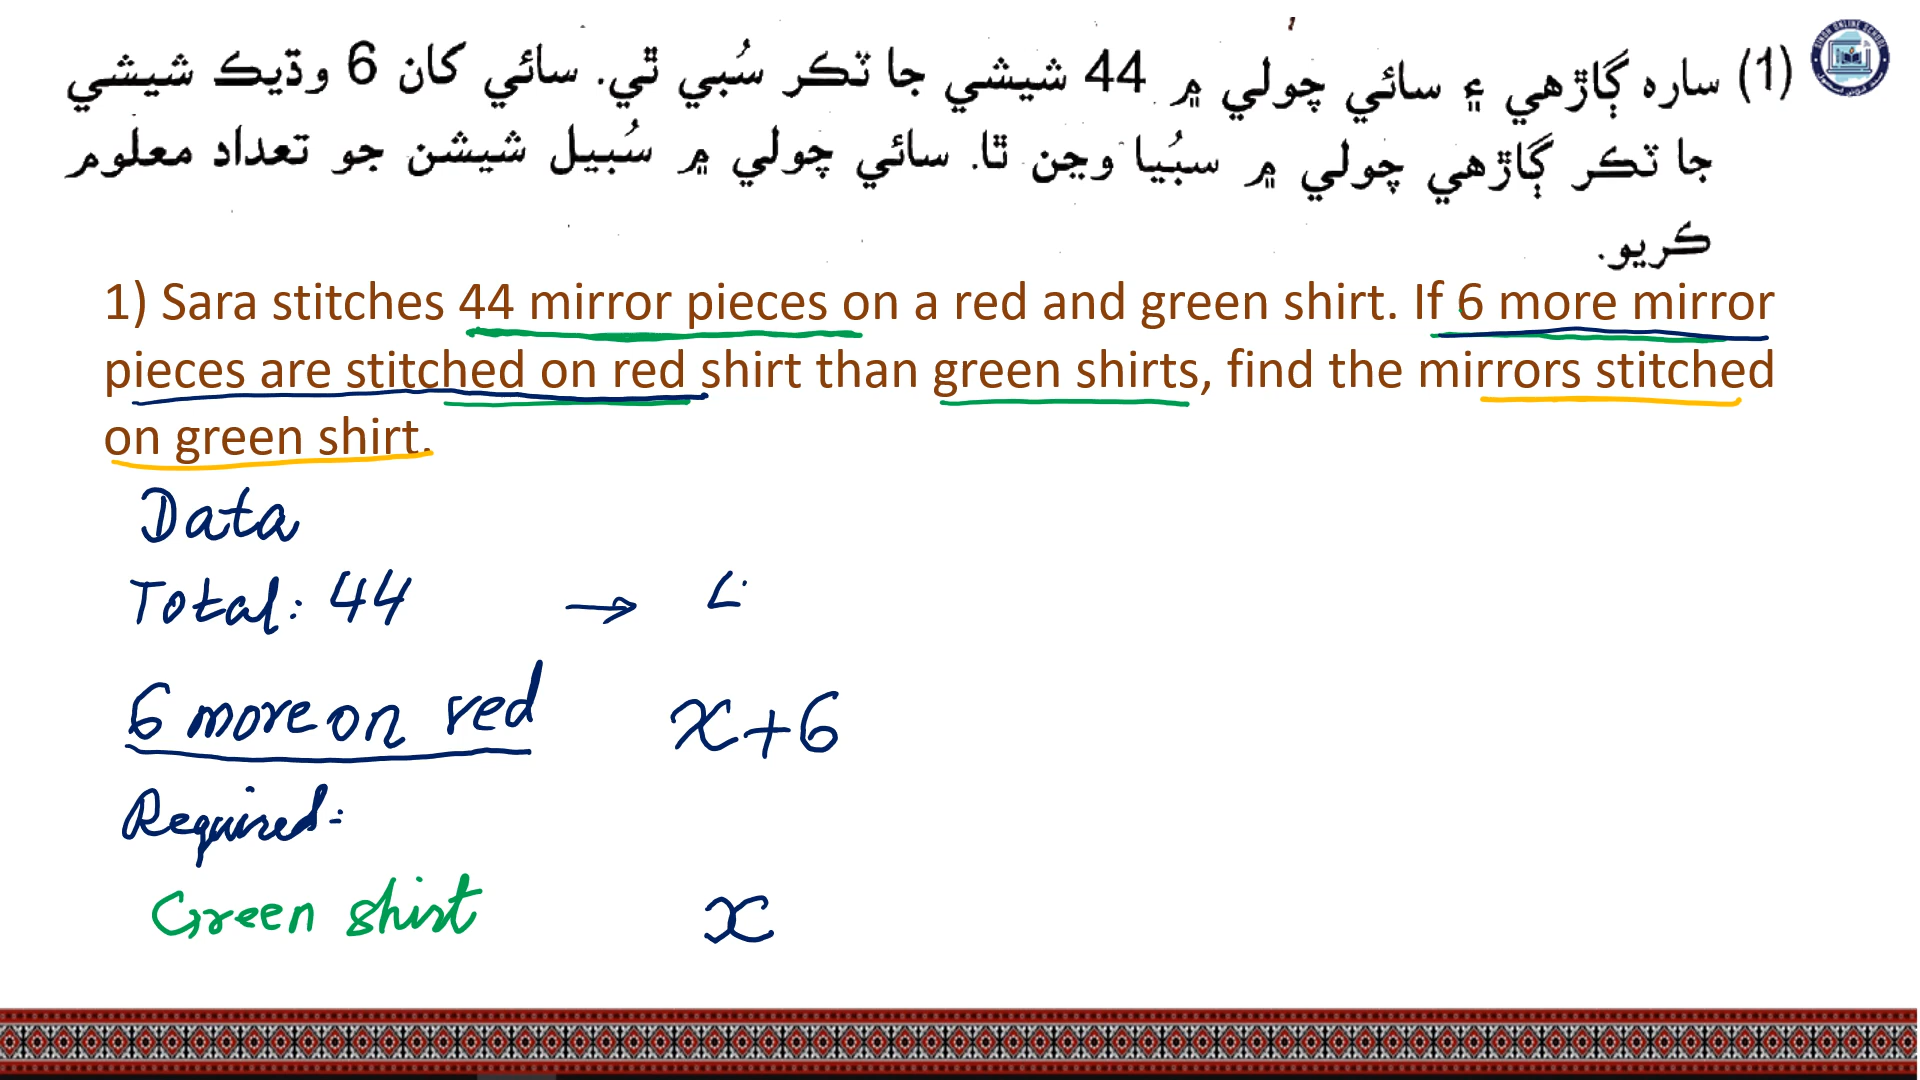 (1) ساره ڳاڙهي ۽ سائي چولي ۾ 44 شيشي جا ٽڪر سُبي ٿي. سائي کان 6 وڌيڪ شيشي
جا ٽڪر ڳاڙهي چولي ۾ سبُيا وڃن ٿا. سائي چولي ۾ سُبيل شيشن جو تعداد معلوم
ڪريو.
1) Sara stitches 44 mirror pieces on a red and green shirt. If 6 more mirror
pieces are stitched on red shirt than green shirts, find the mirrors stitched
on green shirt.
Data
Total: 44 →
6 more on red x+6
Required:
Green shirt x